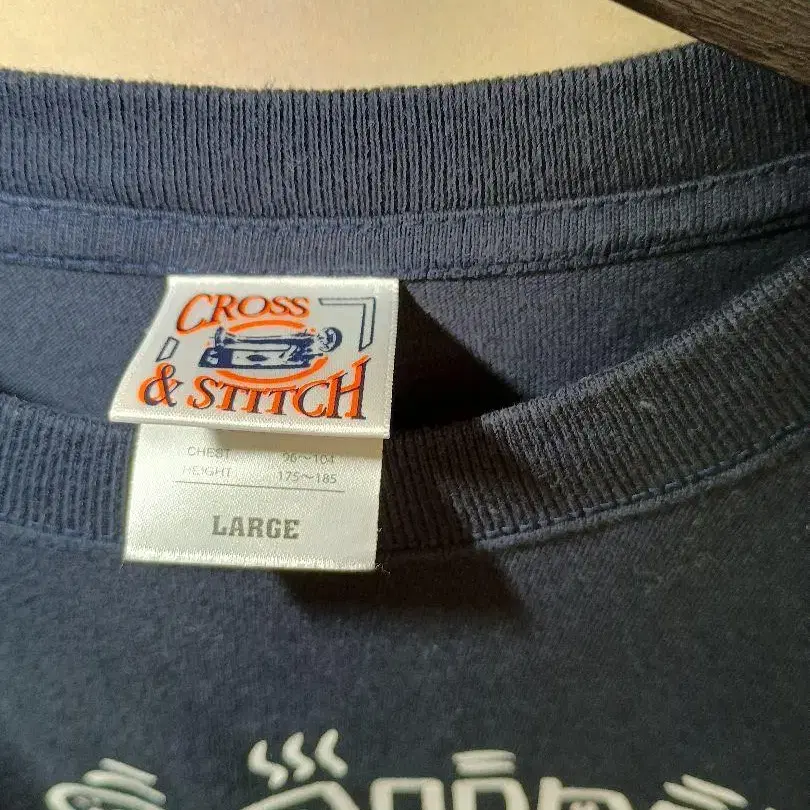 CROSS
& STITCH
CHEST 96～104
HEIGHT 175～185
LARGE